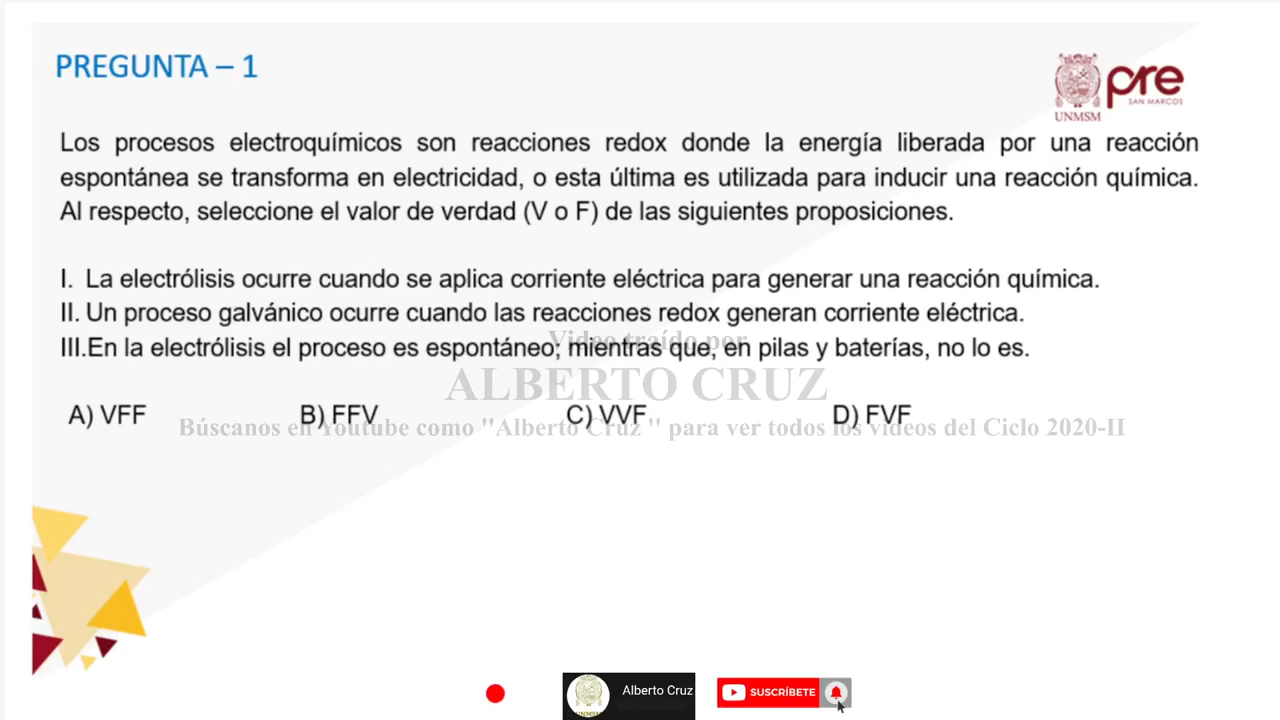 PREGUNTA – 1
pre
SAN MARCOS
UNMSM
Los procesos electroquímicos son reacciones redox donde la energía liberada por una reacción
espontánea se transforma en electricidad, o esta última es utilizada para inducir una reacción química.
Al respecto, seleccione el valor de verdad (V o F) de las siguientes proposiciones.
I. La electrólisis ocurre cuando se aplica corriente eléctrica para generar una reacción química.
II. Un proceso galvánico ocurre cuando las reacciones redox generan corriente eléctrica.
Video traído por
III.En la electrólisis el proceso es espontáneo; mientras que, en pilas y baterías, no lo es.
ALBERTO CRUZ
A) VFF B) FFV C) VVF D) FVF
Búscanos en Youtube como "Alberto Cruz " para ver todos los videos del Ciclo 2020-II
Alberto Cruz
UNMSM
SUSCRÍBETE